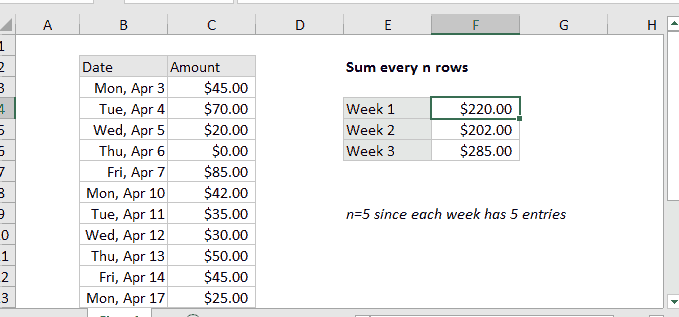 A B C D E F G H
1
2 Date Amount Sum every n rows
3 Mon, Apr 3 $45.00
4 Tue, Apr 4 $70.00 Week 1 $220.00
5 Wed, Apr 5 $20.00 Week 2 $202.00
6 Thu, Apr 6 $0.00 Week 3 $285.00
7 Fri, Apr 7 $85.00
8 Mon, Apr 10 $42.00
9 Tue, Apr 11 $35.00 n=5 since each week has 5 entries
0 Wed, Apr 12 $30.00
1 Thu, Apr 13 $50.00
2 Fri, Apr 14 $45.00
3 Mon, Apr 17 $25.00